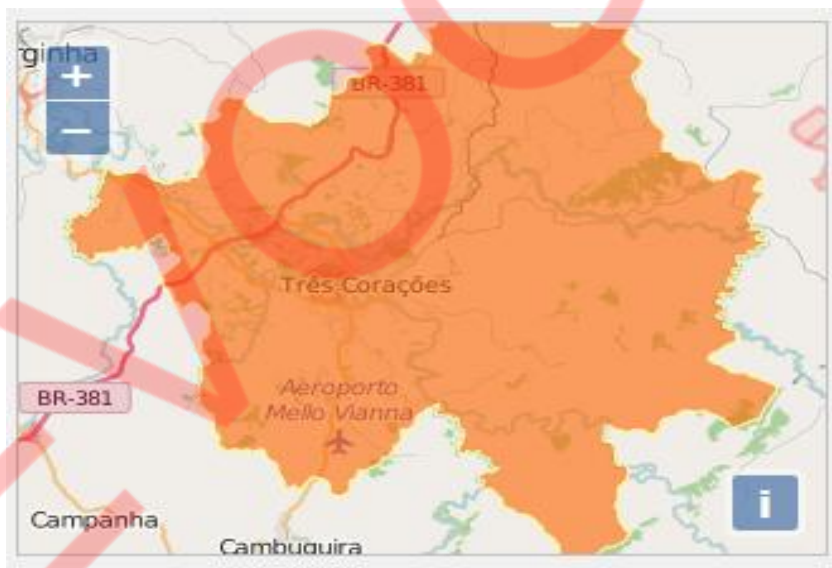 ginha
+
−
BR-381
Três Corações
Aeroporto
Mello Vianna
BR-381
i
Campanha
Cambuquira